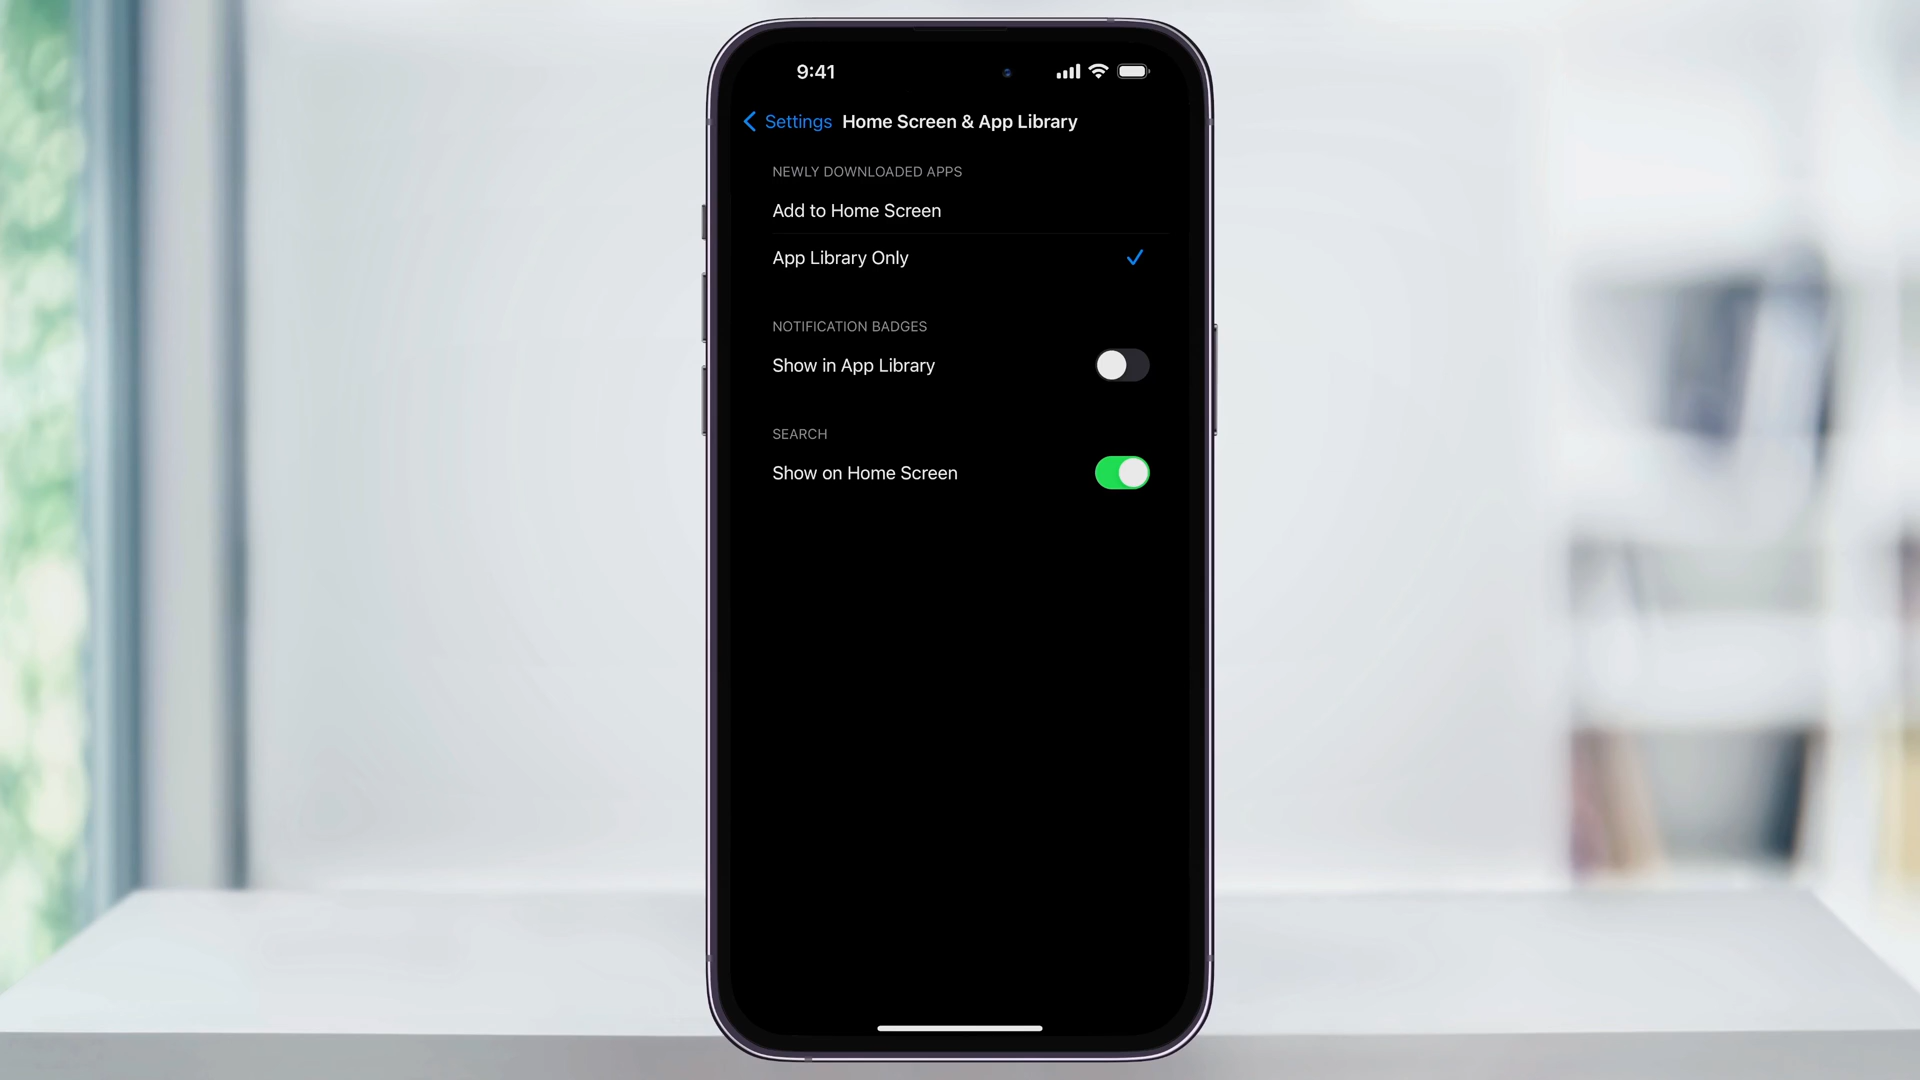 9:41
Settings Home Screen & App Library
NEWLY DOWNLOADED APPS
Add to Home Screen
App Library Only
NOTIFICATION BADGES
Show in App Library
SEARCH
Show on Home Screen